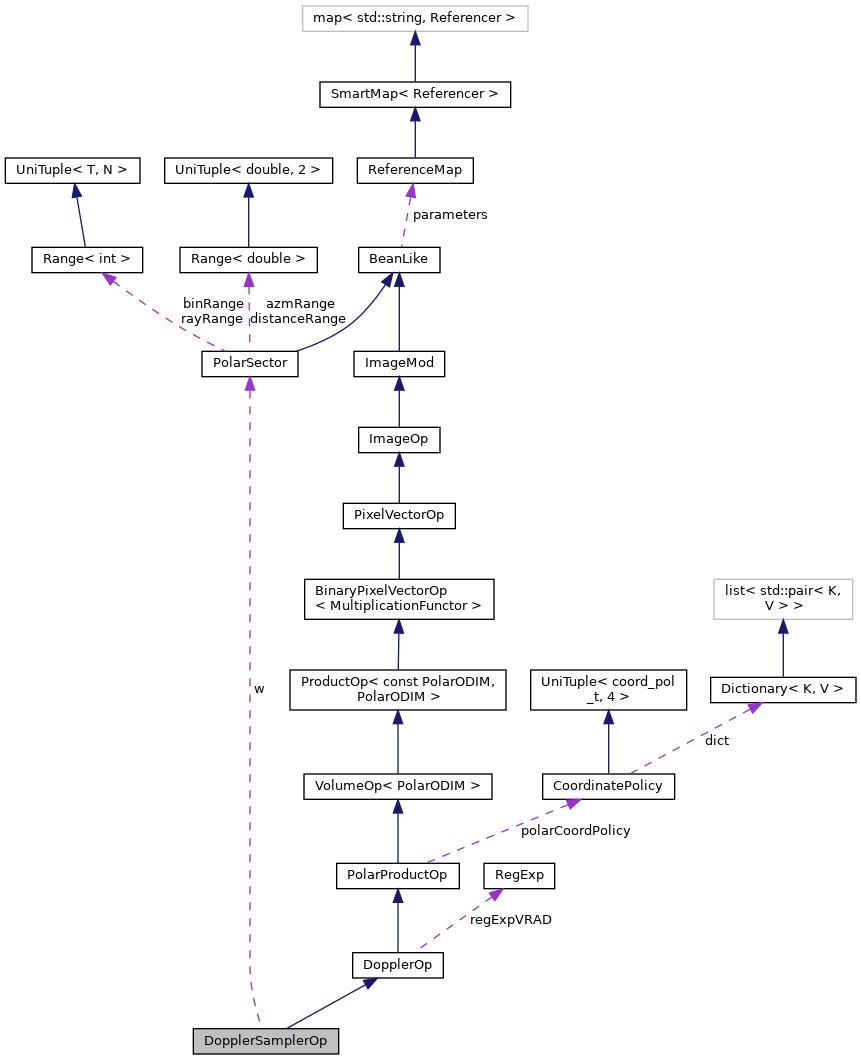 map< std::string, Referencer >
SmartMap< Referencer >
UniTuple< T, N >
UniTuple< double, 2 >
ReferenceMap
parameters
Range< int >
Range< double >
BeanLike
binRange
rayRange
azmRange
distanceRange
PolarSector
ImageMod
ImageOp
PixelVectorOp
BinaryPixelVectorOp
< MultiplicationFunctor >
list< std::pair< K,
V > >
ProductOp< const PolarODIM,
PolarODIM >
UniTuple< coord_pol
_t, 4 >
Dictionary< K, V >
w
dict
VolumeOp< PolarODIM >
CoordinatePolicy
polarCoordPolicy
PolarProductOp
RegExp
regExpVRAD
DopplerOp
DopplerSamplerOp